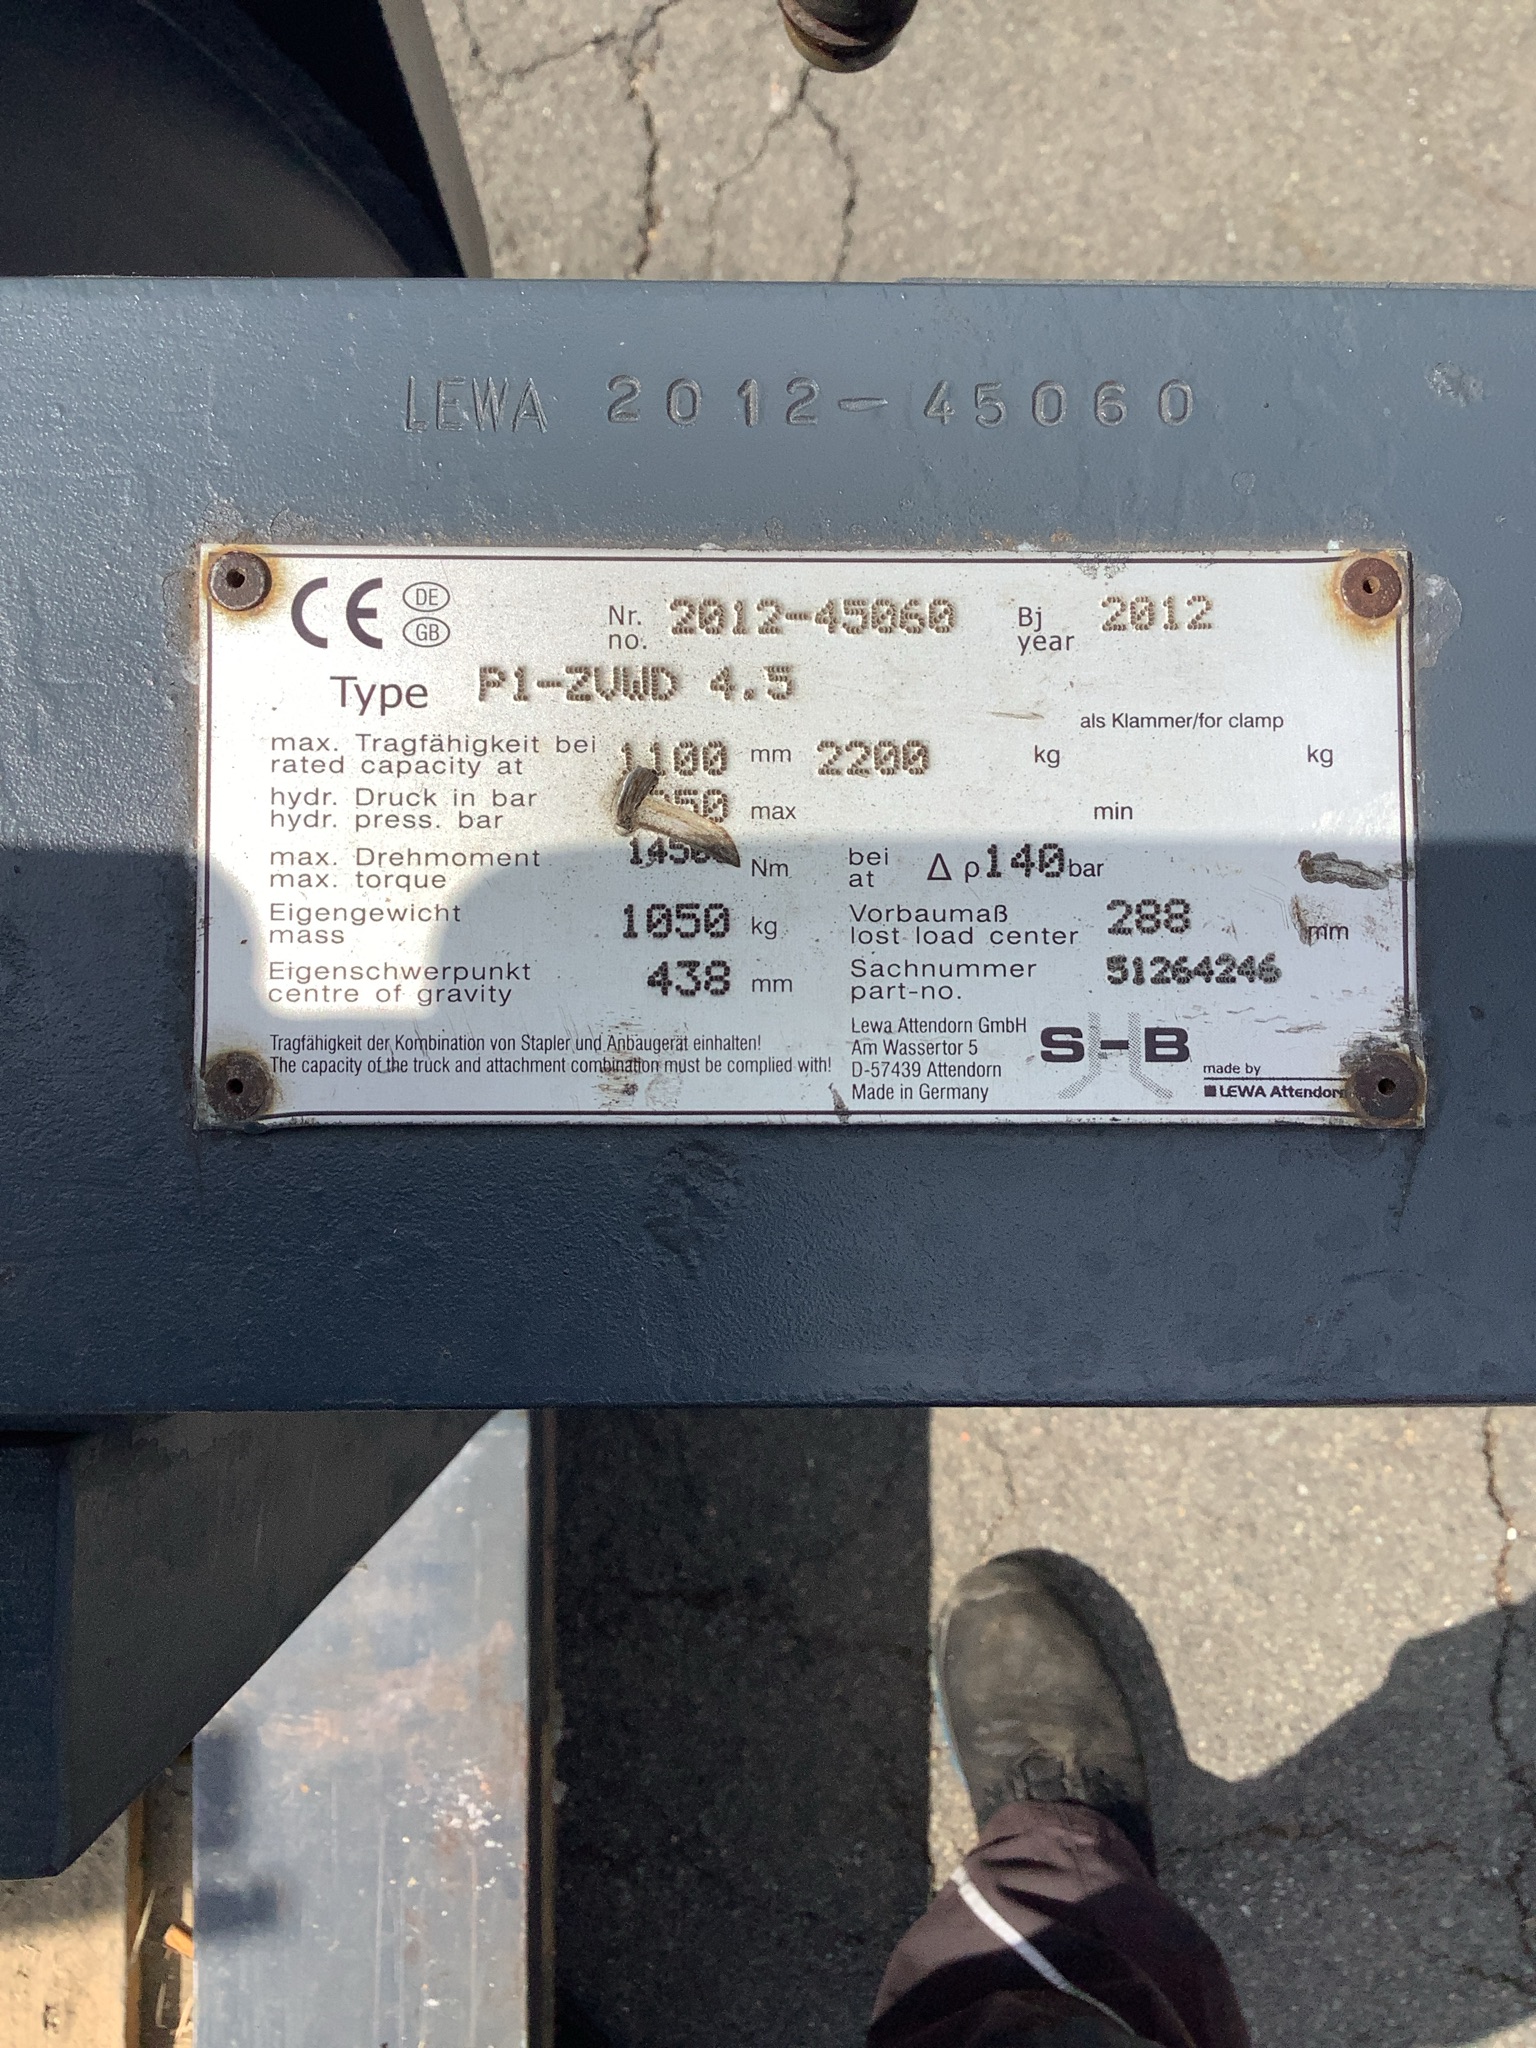 LEWA 2012-45060
CE DE GB
Nr. no. 2012-45060 Bj year 2012
Type P1-ZVWD 4.5
als Klammer/for clamp
max. Tragfähigkeit bei
rated capacity at 1100 mm 2200 kg kg
hydr. Druck in bar
hydr. press. bar max min
max. Drehmoment
max. torque Nm bei at Δ ρ 140 bar
Eigengewicht
mass 1050 kg
Vorbaumaß
lost load center 288 mm
Eigenschwerpunkt
centre of gravity 438 mm
Sachnummer
part-no. 51264246
Tragfähigkeit der Kombination von Stapler und Anbaugerät einhalten!
The capacity of the truck and attachment combination must be complied with!
Lewa Attendorn GmbH
Am Wassertor 5
D-57439 Attendorn
Made in Germany
S-B
made by
LEWA Attendorn